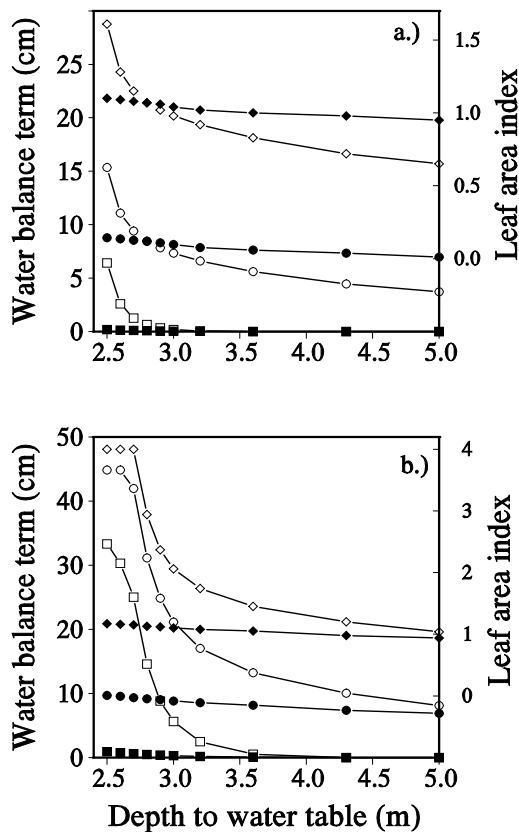 a.)
Water balance term (cm)
25
20
15
10
5
0
1.5
1.0
0.5
0.0
Leaf area index
2.5 3.0 3.5 4.0 4.5 5.0
b.)
Water balance term (cm)
50
40
30
20
10
0
4
3
2
1
0
Leaf area index
2.5 3.0 3.5 4.0 4.5 5.0
Depth to water table (m)